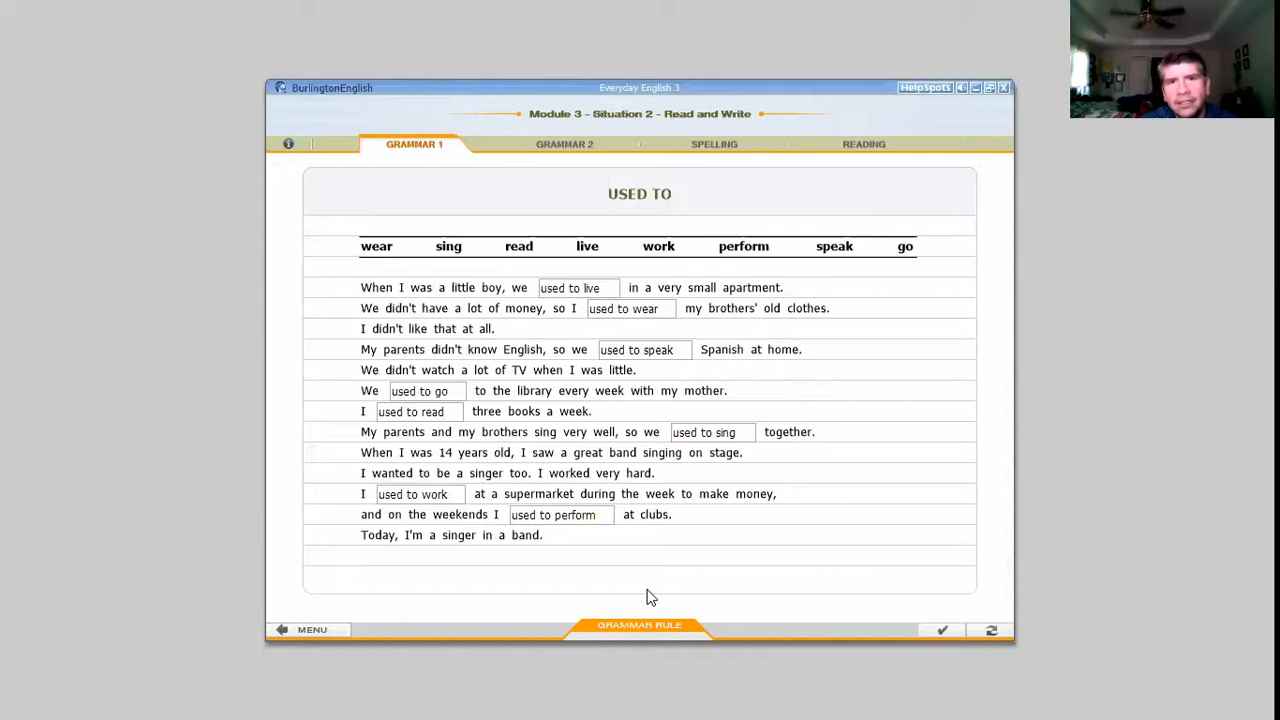 BurlingtonEnglish Everyday English 3 HelpSpots
Module 3 - Situation 2 - Read and Write
GRAMMAR 1 GRAMMAR 2 SPELLING READING
USED TO
wear sing read live work perform speak go
When I was a little boy, we used to live in a very small apartment.
We didn't have a lot of money, so I used to wear my brothers' old clothes.
I didn't like that at all.
My parents didn't know English, so we used to speak Spanish at home.
We didn't watch a lot of TV when I was little.
We used to go to the library every week with my mother.
I used to read three books a week.
My parents and my brothers sing very well, so we used to sing together.
When I was 14 years old, I saw a great band singing on stage.
I wanted to be a singer too. I worked very hard.
I used to work at a supermarket during the week to make money,
and on the weekends I used to perform at clubs.
Today, I'm a singer in a band.
MENU GRAMMAR RULE